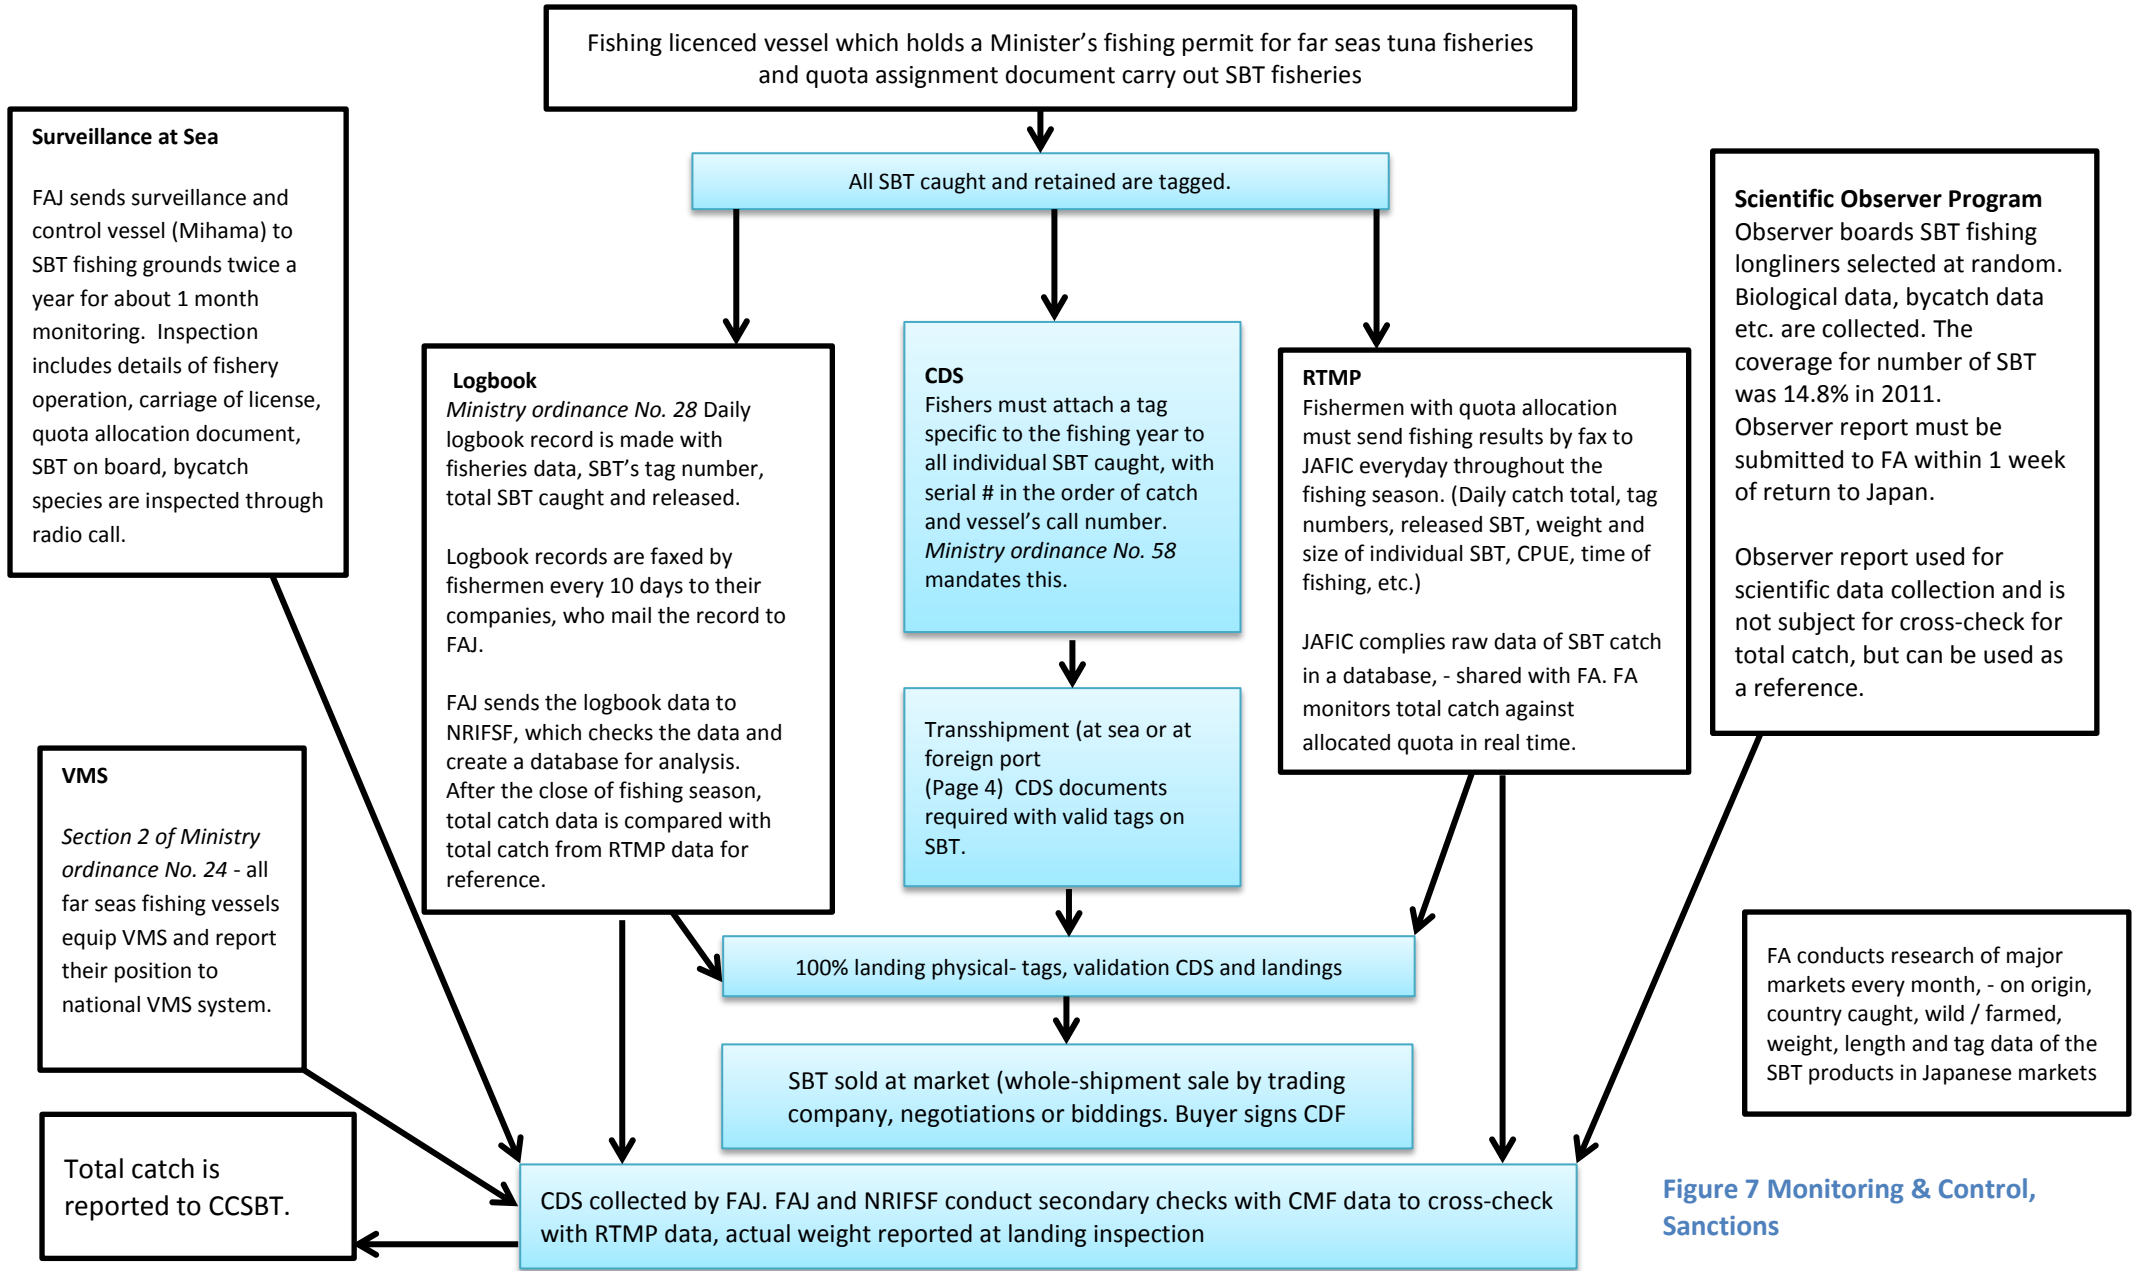 Fishing licenced vessel which holds a Minister’s fishing permit for far seas tuna fisheries
and quota assignment document carry out SBT fisheries
Surveillance at Sea
FAJ sends surveillance and
control vessel (Mihama) to
SBT fishing grounds twice a
year for about 1 month
monitoring.  Inspection
includes details of fishery
operation, carriage of license,
quota allocation document,
SBT on board, bycatch
species are inspected through
radio call.
All SBT caught and retained are tagged.
Scientific Observer Program
Observer boards SBT fishing
longliners selected at random.
Biological data, bycatch data
etc. are collected. The
coverage for number of SBT
was 14.8% in 2011.
Observer report must be
submitted to FA within 1 week
of return to Japan.
Observer report used for
scientific data collection and is
not subject for cross-check for
total catch, but can be used as
a reference.
Logbook
Ministry ordinance No. 28 Daily
logbook record is made with
fisheries data, SBT’s tag number,
total SBT caught and released.
Logbook records are faxed by
fishermen every 10 days to their
companies, who mail the record to
FAJ.
FAJ sends the logbook data to
NRIFSF, which checks the data and
create a database for analysis.
After the close of fishing season,
total catch data is compared with
total catch from RTMP data for
reference.
CDS
Fishers must attach a tag
specific to the fishing year to
all individual SBT caught, with
serial # in the order of catch
and vessel’s call number.
Ministry ordinance No. 58
mandates this.
RTMP
Fishermen with quota allocation
must send fishing results by fax to
JAFIC everyday throughout the
fishing season. (Daily catch total, tag
numbers, released SBT, weight and
size of individual SBT, CPUE, time of
fishing, etc.)
JAFIC complies raw data of SBT catch
in a database, - shared with FA. FA
monitors total catch against
allocated quota in real time.
Transshipment (at sea or at
foreign port
(Page 4)  CDS documents
required with valid tags on
SBT.
VMS
Section 2 of Ministry
ordinance No. 24 - all
far seas fishing vessels
equip VMS and report
their position to
national VMS system.
100% landing physical- tags, validation CDS and landings
FA conducts research of major
markets every month, - on origin,
country caught, wild / farmed,
weight, length and tag data of the
SBT products in Japanese markets
SBT sold at market (whole-shipment sale by trading
company, negotiations or biddings. Buyer signs CDF
Total catch is
reported to CCSBT.
CDS collected by FAJ. FAJ and NRIFSF conduct secondary checks with CMF data to cross-check
with RTMP data, actual weight reported at landing inspection
Figure 7 Monitoring & Control,
Sanctions